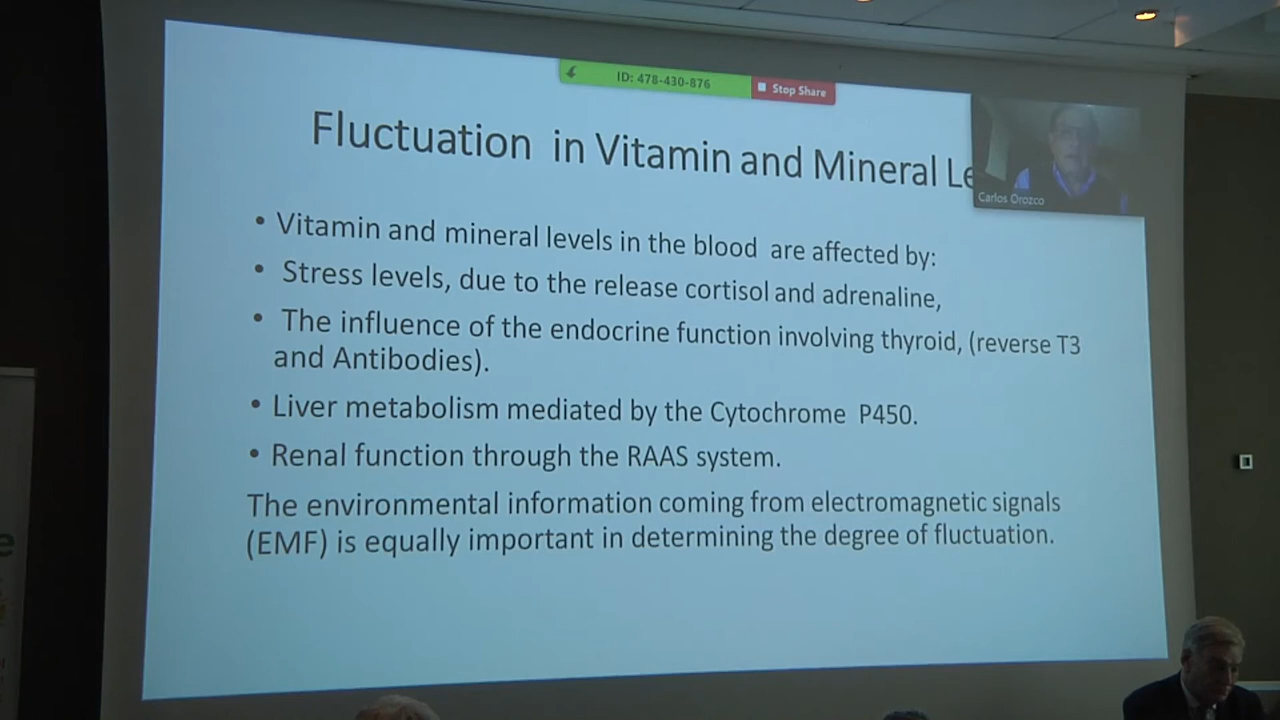 ID: 478-430-876
Stop Share
Fluctuation in Vitamin and Mineral Le
Carlos Orozco
• Vitamin and mineral levels in the blood are affected by:
• Stress levels, due to the release cortisol and adrenaline,
• The influence of the endocrine function involving thyroid, (reverse T3
and Antibodies).
• Liver metabolism mediated by the Cytochrome P450.
• Renal function through the RAAS system.
The environmental information coming from electromagnetic signals
(EMF) is equally important in determining the degree of fluctuation.
e